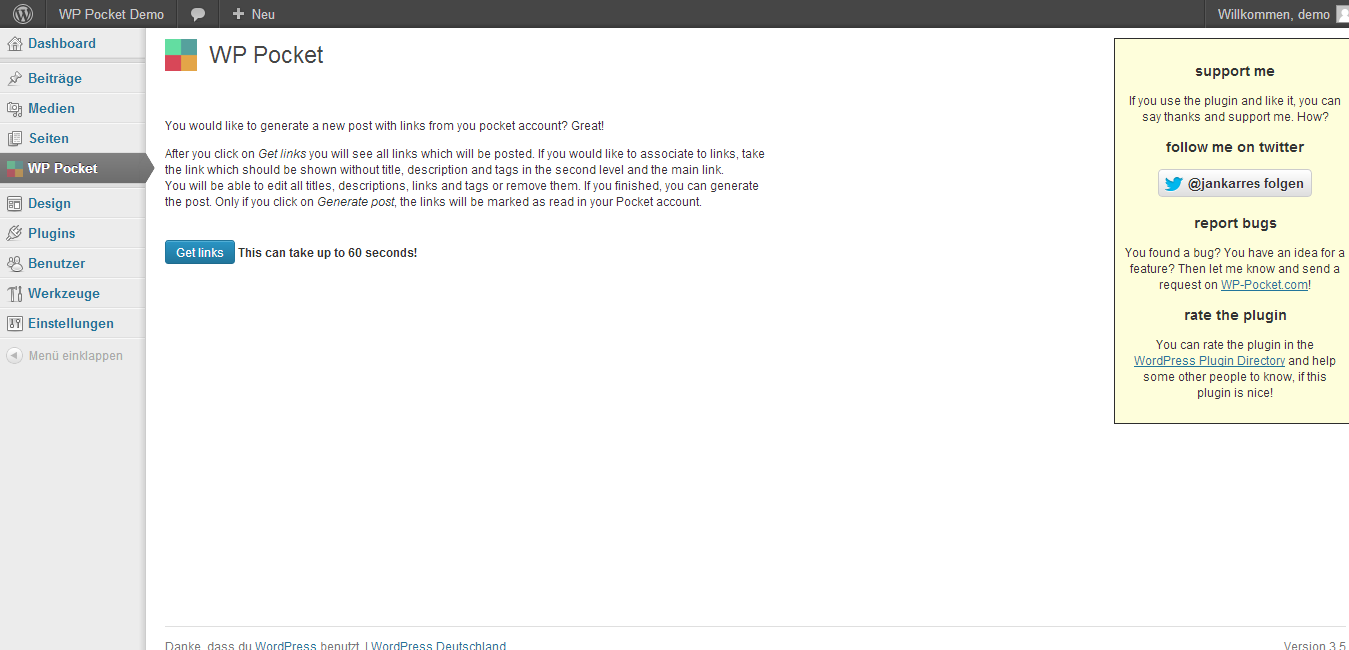 WP Pocket Demo
Neu
Willkommen, demo
Dashboard
Beiträge
Medien
Seiten
WP Pocket
Design
Plugins
Benutzer
Werkzeuge
Einstellungen
Menü einklappen
WP Pocket
You would like to generate a new post with links from you pocket account? Great!
After you click on Get links you will see all links which will be posted. If you would like to associate to links, take
the link which should be shown without title, description and tags in the second level and the main link.
You will be able to edit all titles, descriptions, links and tags or remove them. If you finished, you can generate
the post. Only if you click on Generate post, the links will be marked as read in your Pocket account.
Get links This can take up to 60 seconds!
support me
If you use the plugin and like it, you can
say thanks and support me. How?
follow me on twitter
@jankarres folgen
report bugs
You found a bug? You have an idea for a
feature? Then let me know and send a
request on WP-Pocket.com!
rate the plugin
You can rate the plugin in the
WordPress Plugin Directory and help
some other people to know, if this
plugin is nice!
Danke, dass du WordPress benutzt. | WordPress Deutschland
Version 3.5